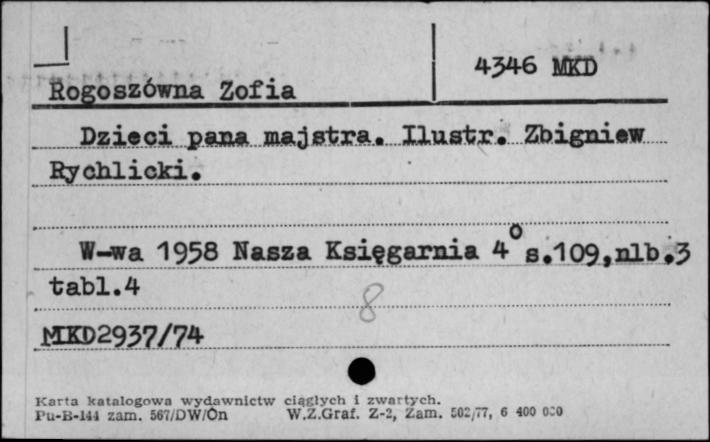 4346 MKD
Rogoszówna Zofia
Dzieci pana majstra. Ilustr. Zbigniew
Rychlicki.
W-wa 1958 Nasza Księgarnia 4° s.109,nlb.3
tabl.4
8
MKD2937/74
Karta katalogowa wydawnictw ciągłych i zwartych.
Pu-B-144 zam. 567/DW/On W.Z.Graf. Z-2, Zam. 502/77, 6 400 000